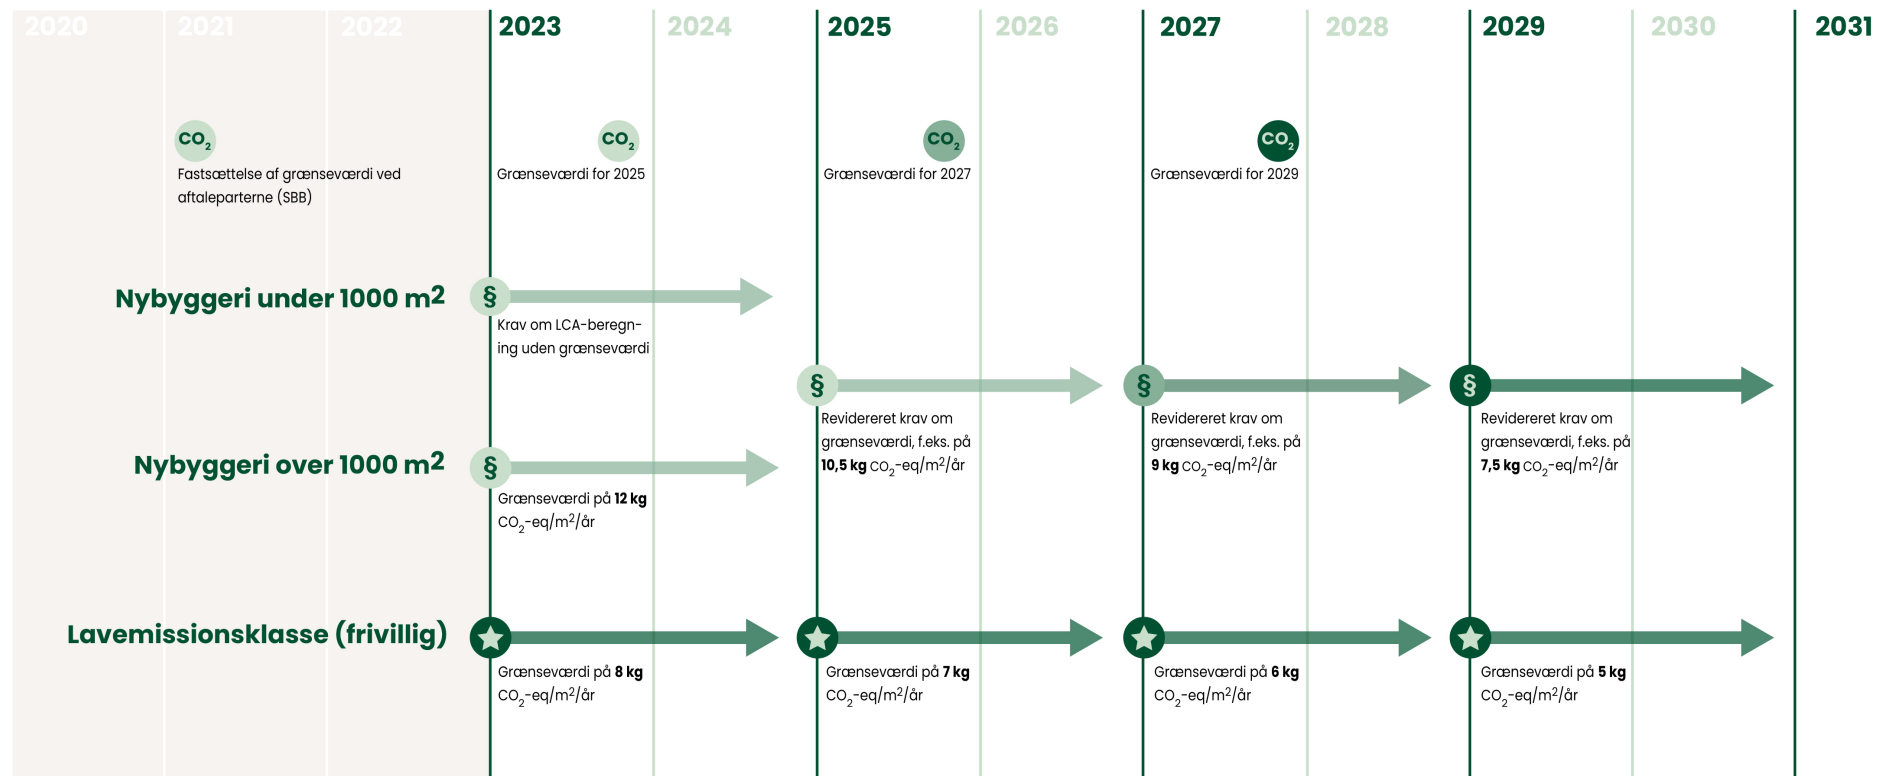 2020
2021
2022
2023
2024
2025
2026
2027
2028
2029
2030
2031
CO₂
Fastsættelse af grænseværdi ved
aftaleparterne (SBB)
CO₂
Grænseværdi for 2025
CO₂
Grænseværdi for 2027
CO₂
Grænseværdi for 2029
Nybyggeri under 1000 m²
§
Krav om LCA-beregn-
ing uden grænseværdi
§
Revidereret krav om
grænseværdi, f.eks. på
10,5 kg CO₂-eq/m²/år
§
Revidereret krav om
grænseværdi, f.eks. på
9 kg CO₂-eq/m²/år
§
Revidereret krav om
grænseværdi, f.eks. på
7,5 kg CO₂-eq/m²/år
Nybyggeri over 1000 m²
§
Grænseværdi på 12 kg
CO₂-eq/m²/år
Lavemissionsklasse (frivillig)
Grænseværdi på 8 kg
CO₂-eq/m²/år
Grænseværdi på 7 kg
CO₂-eq/m²/år
Grænseværdi på 6 kg
CO₂-eq/m²/år
Grænseværdi på 5 kg
CO₂-eq/m²/år